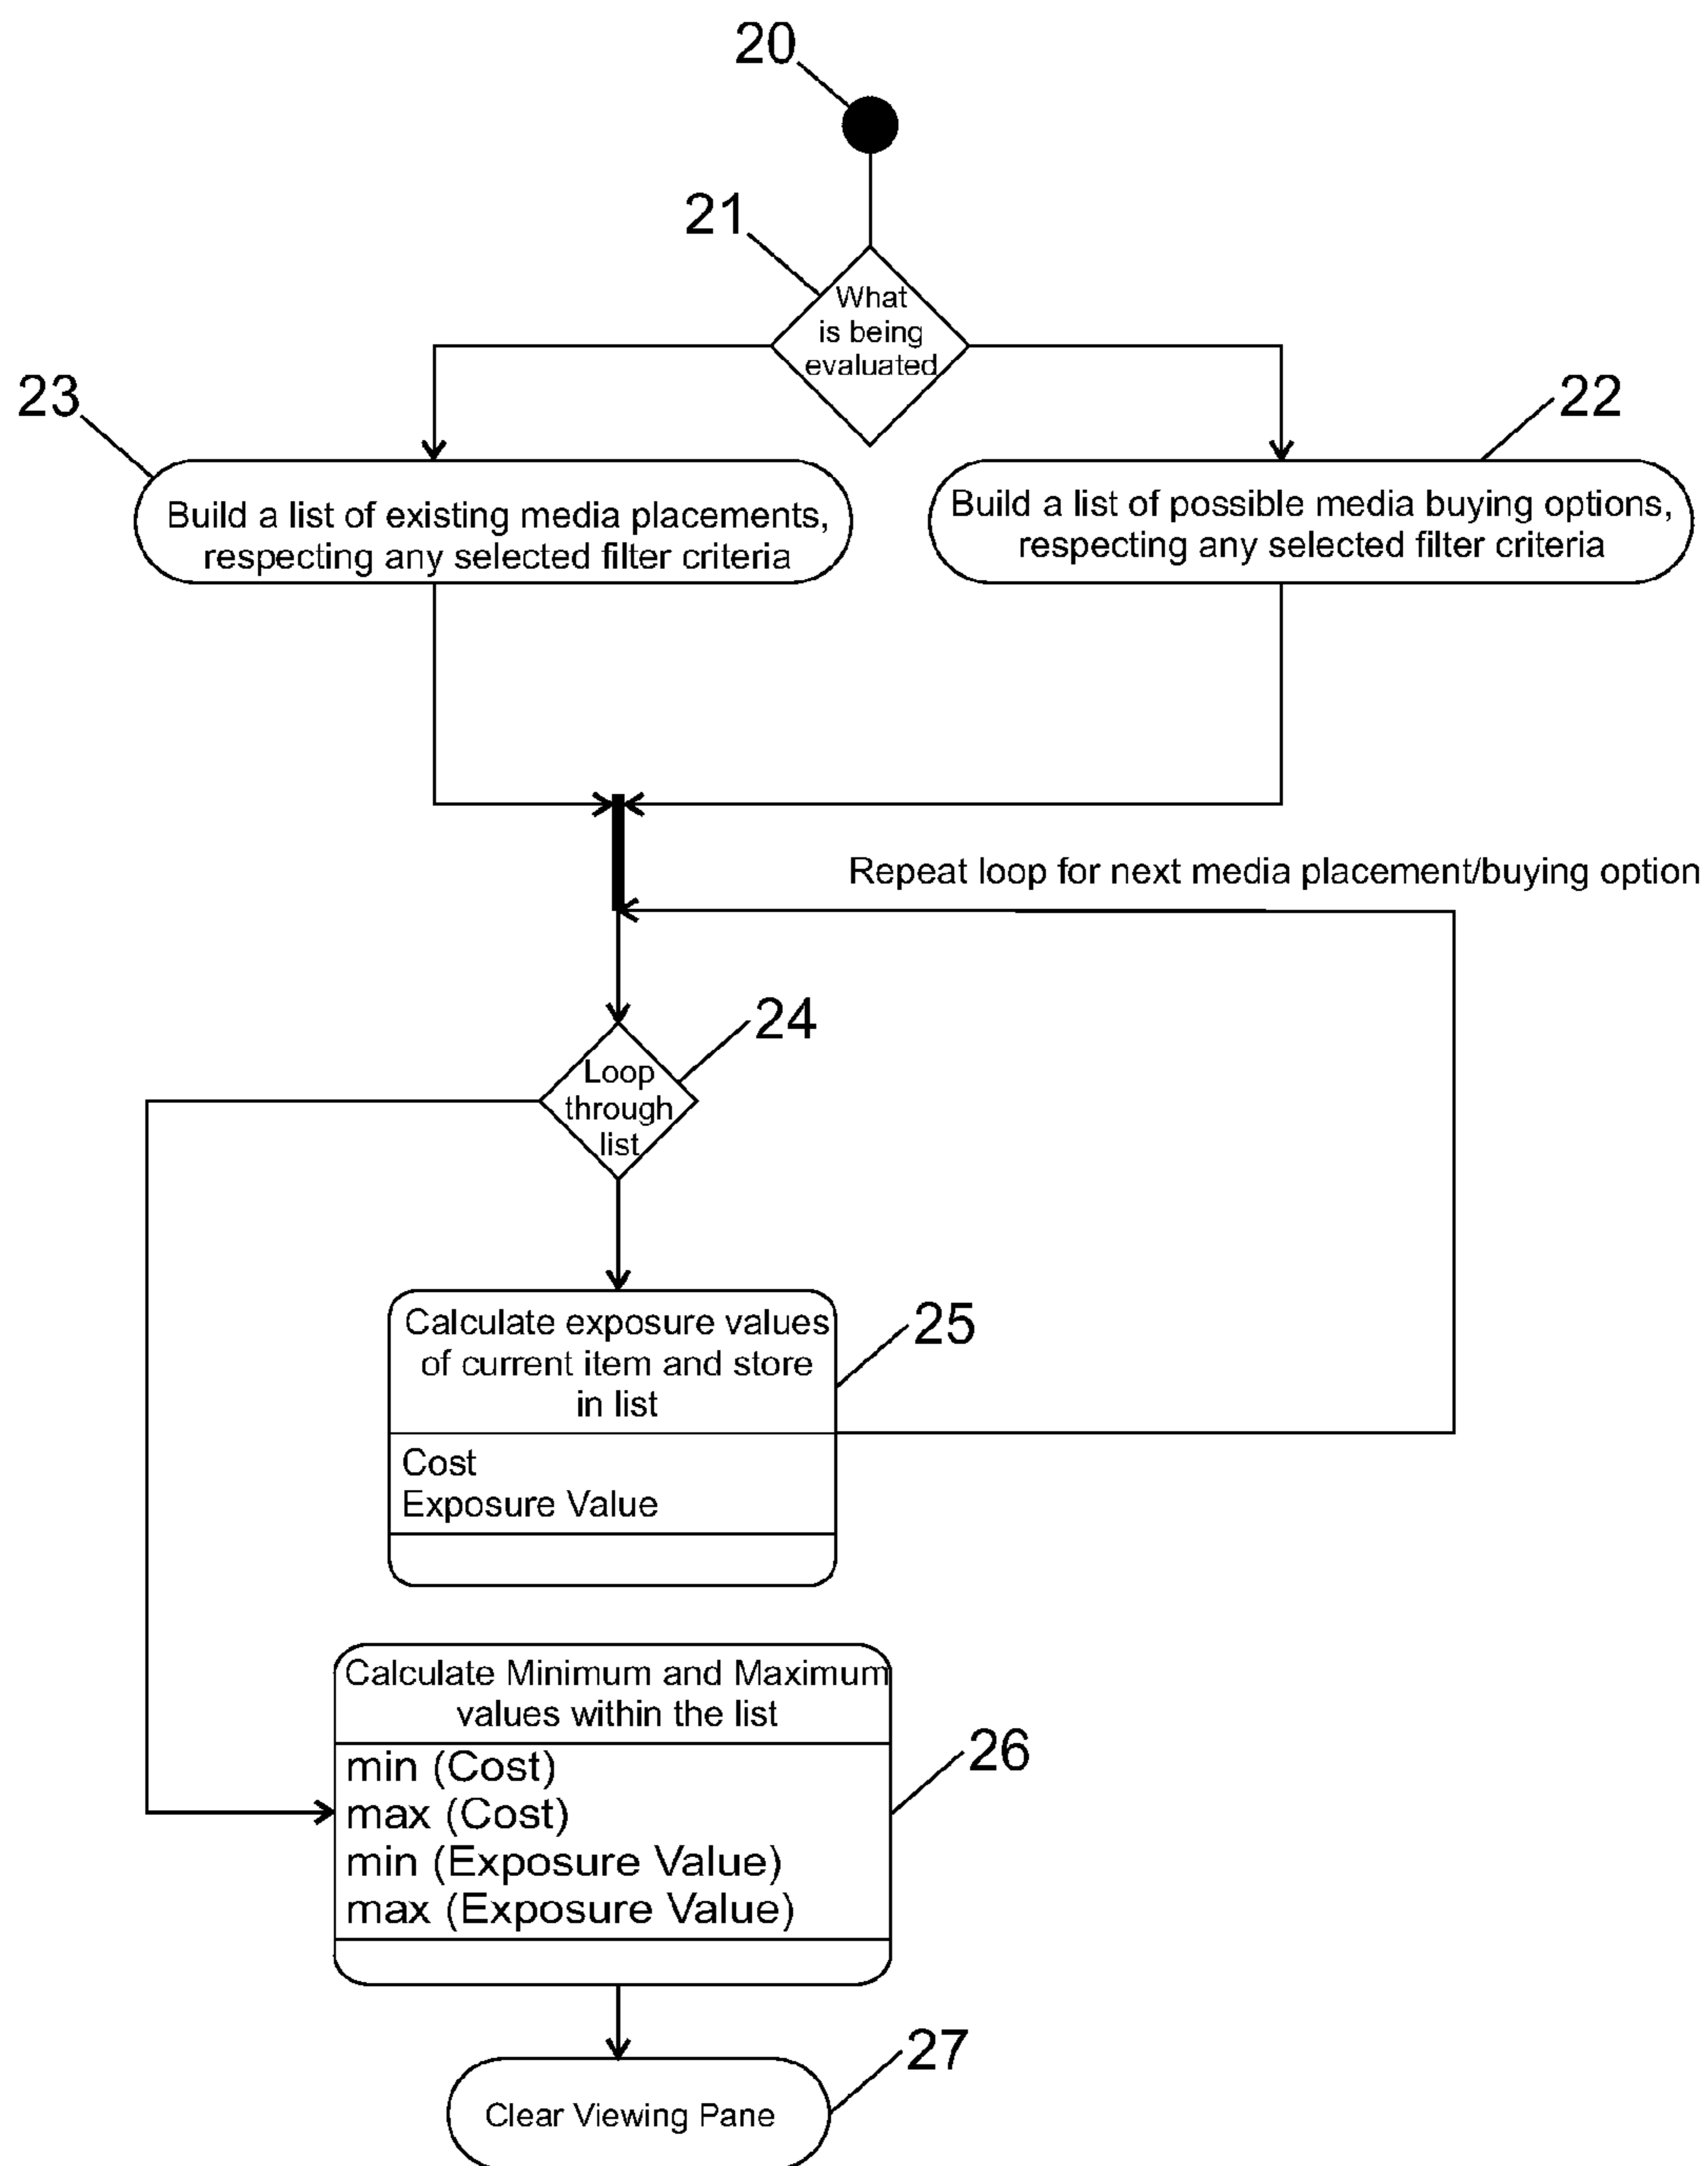 20
21
What
is being
evaluated
23
22
Build a list of existing media placements,
respecting any selected filter criteria
Build a list of possible media buying options,
respecting any selected filter criteria
Repeat loop for next media placement/buying option
24
Loop
through
list
25
Calculate exposure values
of current item and store
in list
Cost
Exposure Value
Calculate Minimum and Maximum
values within the list
26
min (Cost)
max (Cost)
min (Exposure Value)
max (Exposure Value)
27
Clear Viewing Pane